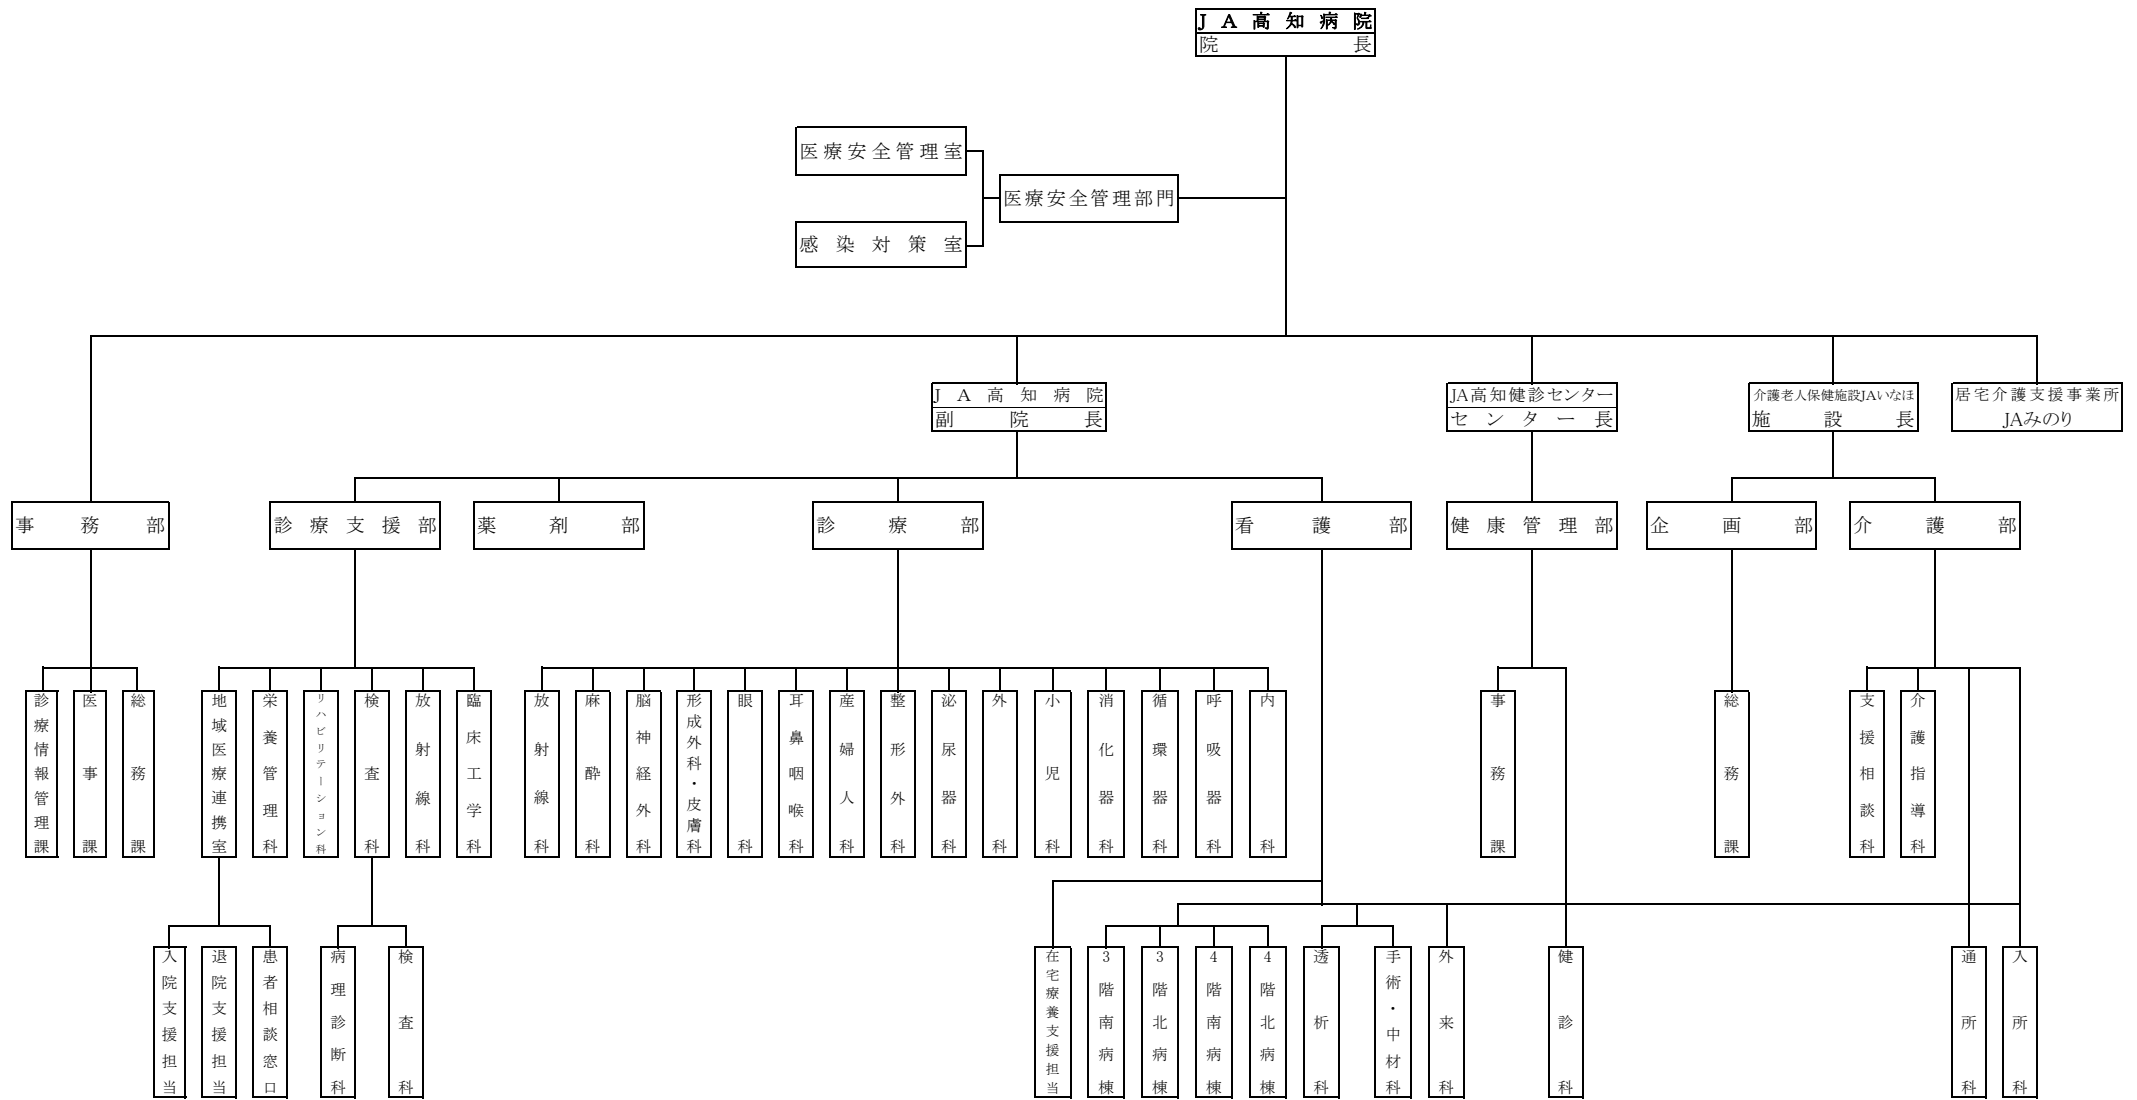 JA高知病院
院長
医療安全管理室
医療安全管理部門
感染対策室
JA高知病院
副院長
JA高知健診センター
センター長
介護老人保健施設JAいなほ
施設長
居宅介護支援事業所
JAみのり
事務部
診療支援部
薬剤部
診療部
看護部
健康管理部
企画部
介護部
診療情報管理課
医事課
総務課
地域医療連携室
栄養管理科
リハビリテーション科
検査科
放射線科
臨床工学科
放射線科
麻酔科
脳神経外科
形成外科・皮膚科
眼科
耳鼻咽喉科
産婦人科
整形外科
泌尿器科
外科
小児科
消化器科
循環器科
呼吸器科
内科
事務課
総務課
支援相談科
介護指導科
入院支援担当
退院支援担当
患者相談窓口
病理診断科
検査科
在宅療養支援担当
3階南病棟
3階北病棟
4階南病棟
4階北病棟
透析科
手術・中材科
外来科
健診科
通所科
入所科